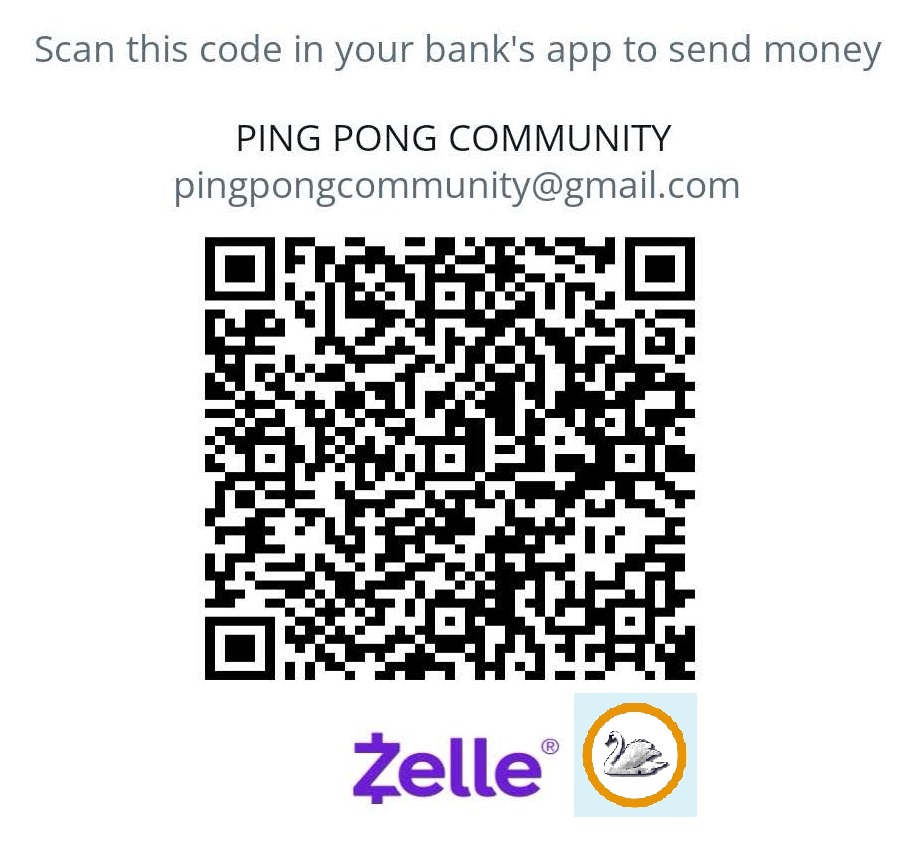 Scan this code in your bank's app to send money
PING PONG COMMUNITY
pingpongcommunity@gmail.com
Zelle®